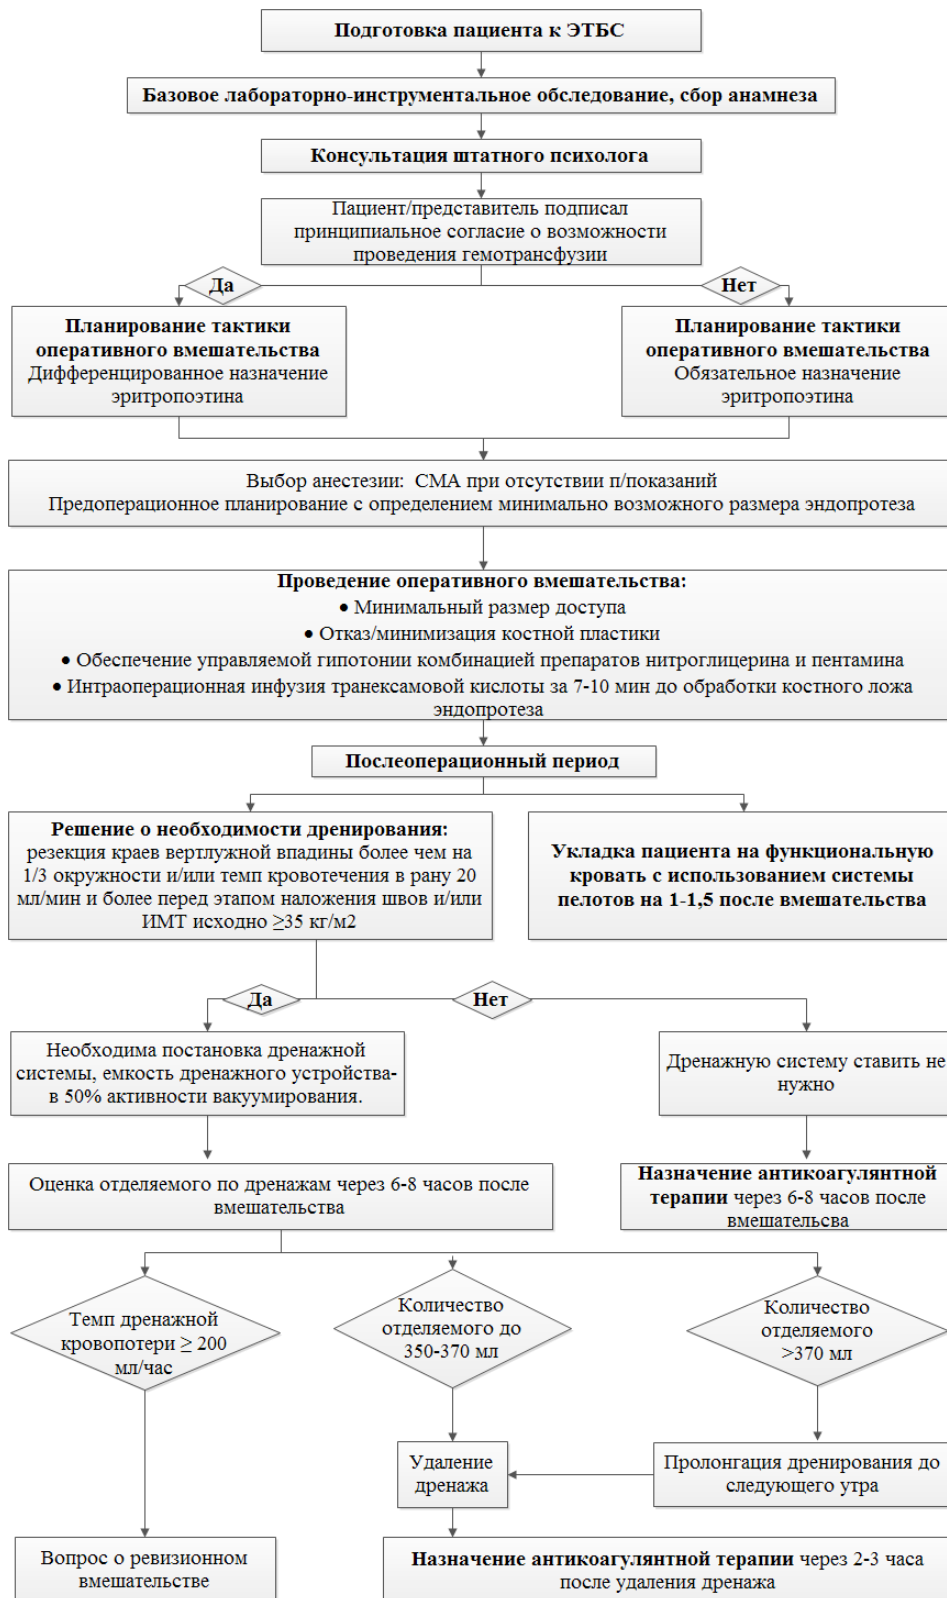 Подготовка пациента к ЭТБС
Базовое лабораторно-инструментальное обследование, сбор анамнеза
Консультация штатного психолога
Пациент/представитель подписал
принципиальное согласие о возможности
проведения гемотрансфузии
Да
Нет
Планирование тактики
оперативного вмешательства
Дифференцированное назначение
эритропоэтина
Планирование тактики
оперативного вмешательства
Обязательное назначение
эритропоэтина
Выбор анестезии: СМА при отсутствии п/показаний
Предоперационное планирование с определением минимально возможного размера эндопротеза
Проведение оперативного вмешательства:
• Минимальный размер доступа
• Отказ/минимизация костной пластики
• Обеспечение управляемой гипотонии комбинацией препаратов нитроглицерина и пентамина
• Интраоперационная инфузия транексамовой кислоты за 7-10 мин до обработки костного ложа
эндопротеза
Послеоперационный период
Решение о необходимости дренирования:
резекция краев вертлужной впадины более чем на
1/3 окружности и/или темп кровотечения в рану 20
мл/мин и более перед этапом наложения швов и/или
ИМТ исходно ≥35 кг/м2
Укладка пациента на функциональную
кровать с использованием системы
пелотов на 1-1,5 после вмешательства
Да
Нет
Необходима постановка дренажной
системы, емкость дренажного устройства-
в 50% активности вакуумирования.
Дренажную систему ставить не
нужно
Оценка отделяемого по дренажам через 6-8 часов после
вмешательства
Назначение антикоагулянтной
терапии через 6-8 часов после
вмешательсва
Темп дренажной
кровопотери ≥ 200
мл/час
Количество
отделяемого до
350-370 мл
Количество
отделяемого
>370 мл
Удаление
дренажа
Пролонгация дренирования до
следующего утра
Вопрос о ревизионном
вмешательстве
Назначение антикоагулянтной терапии через 2-3 часа
после удаления дренажа